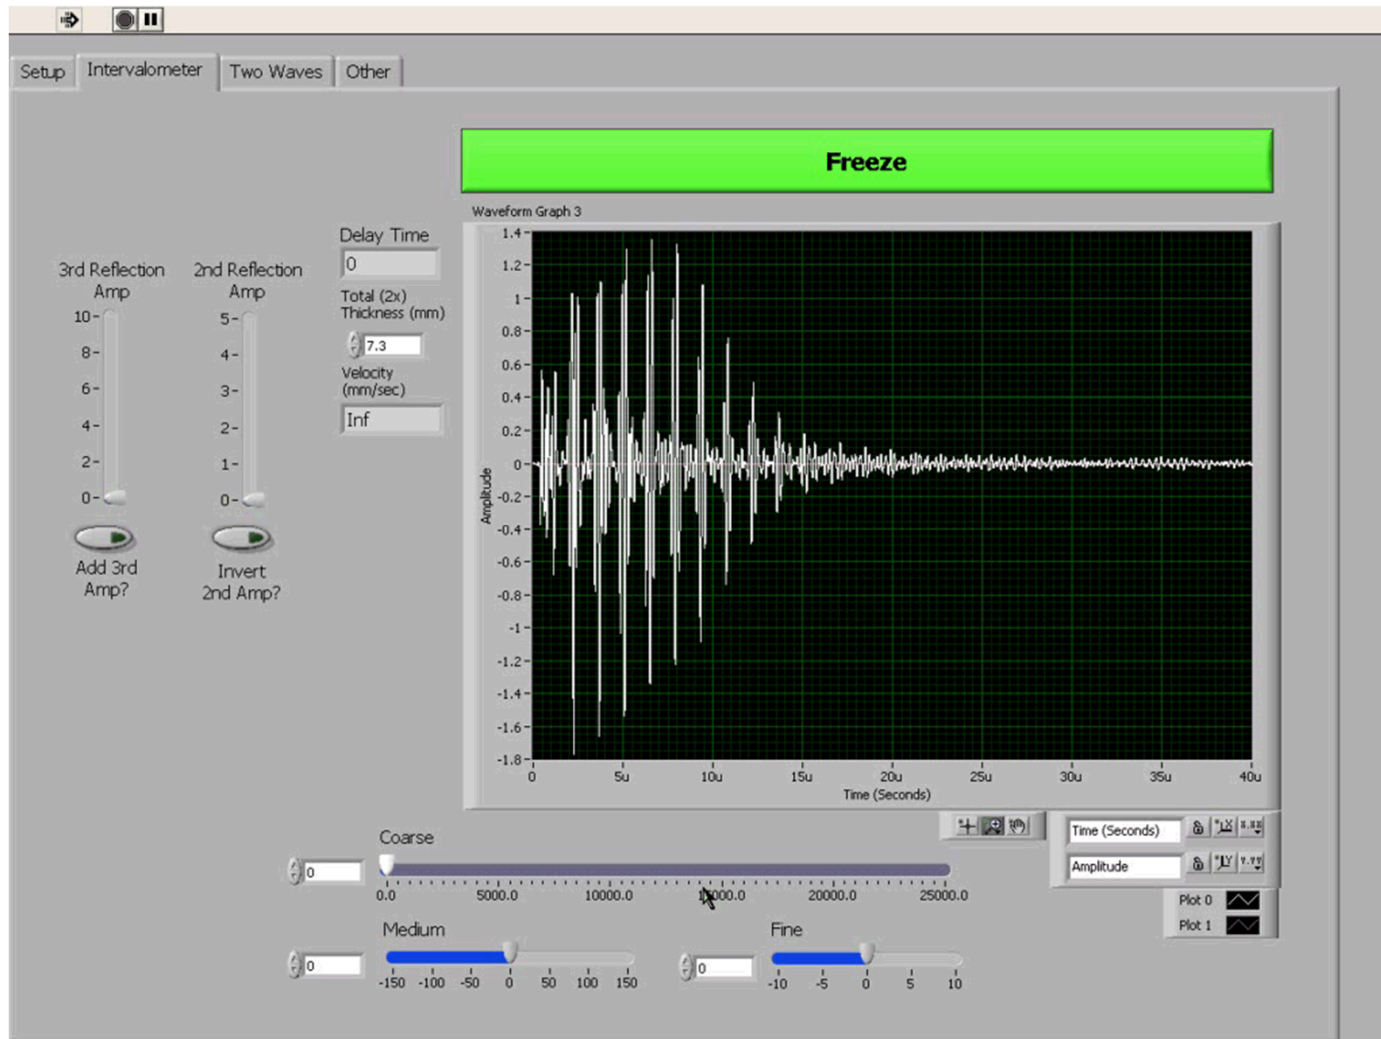 Setup Intervalometer Two Waves Other
Freeze
Waveform Graph 3
Delay Time
0
Total (2x)
Thickness (mm)
7.3
Velocity
(mm/sec)
Inf
3rd Reflection
Amp
10
8
6
4
2
0
Add 3rd
Amp?
2nd Reflection
Amp
5
4
3
2
1
0
Invert
2nd Amp?
Amplitude
1.4
1.2
1
0.8
0.6
0.4
0.2
0
-0.2
-0.4
-0.6
-0.8
-1
-1.2
-1.4
-1.6
-1.8
0 5u 10u 15u 20u 25u 30u 35u 40u
Time (Seconds)
Time (Seconds)
Amplitude
Plot 0
Plot 1
Coarse
0
0.0 5000.0 10000.0 20000.0 25000.0
Medium
0
-150 -100 -50 0 50 100 150
Fine
0
-10 -5 0 5 10